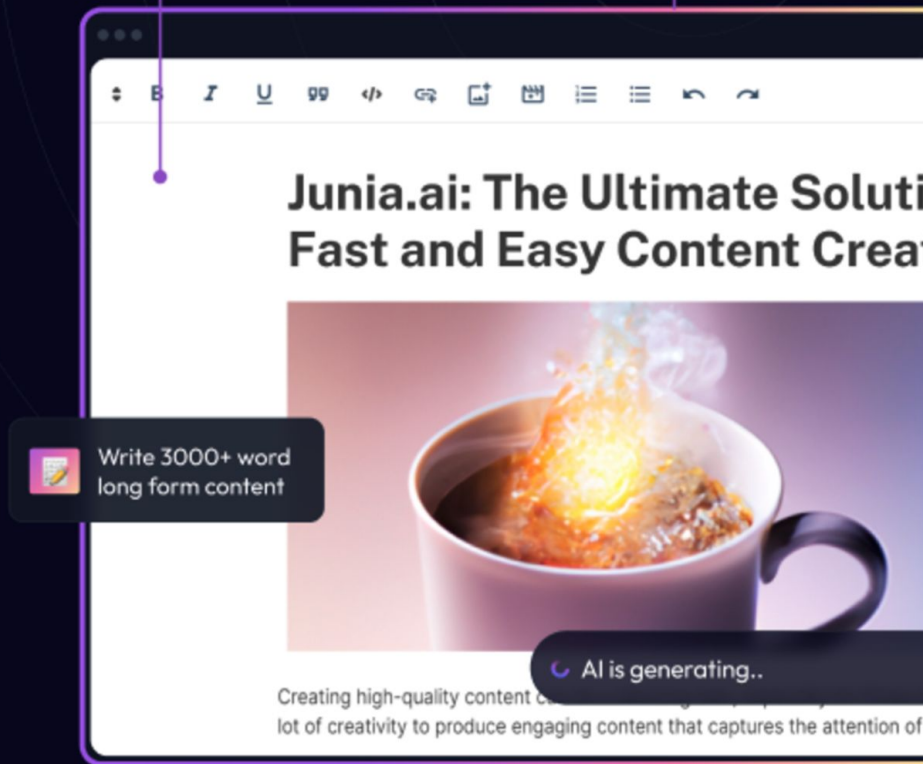 B I U
Junia.ai: The Ultimate Soluti
Fast and Easy Content Crea
Write 3000+ word
long form content
AI is generating..
Creating high-quality content
lot of creativity to produce engaging content that captures the attention of